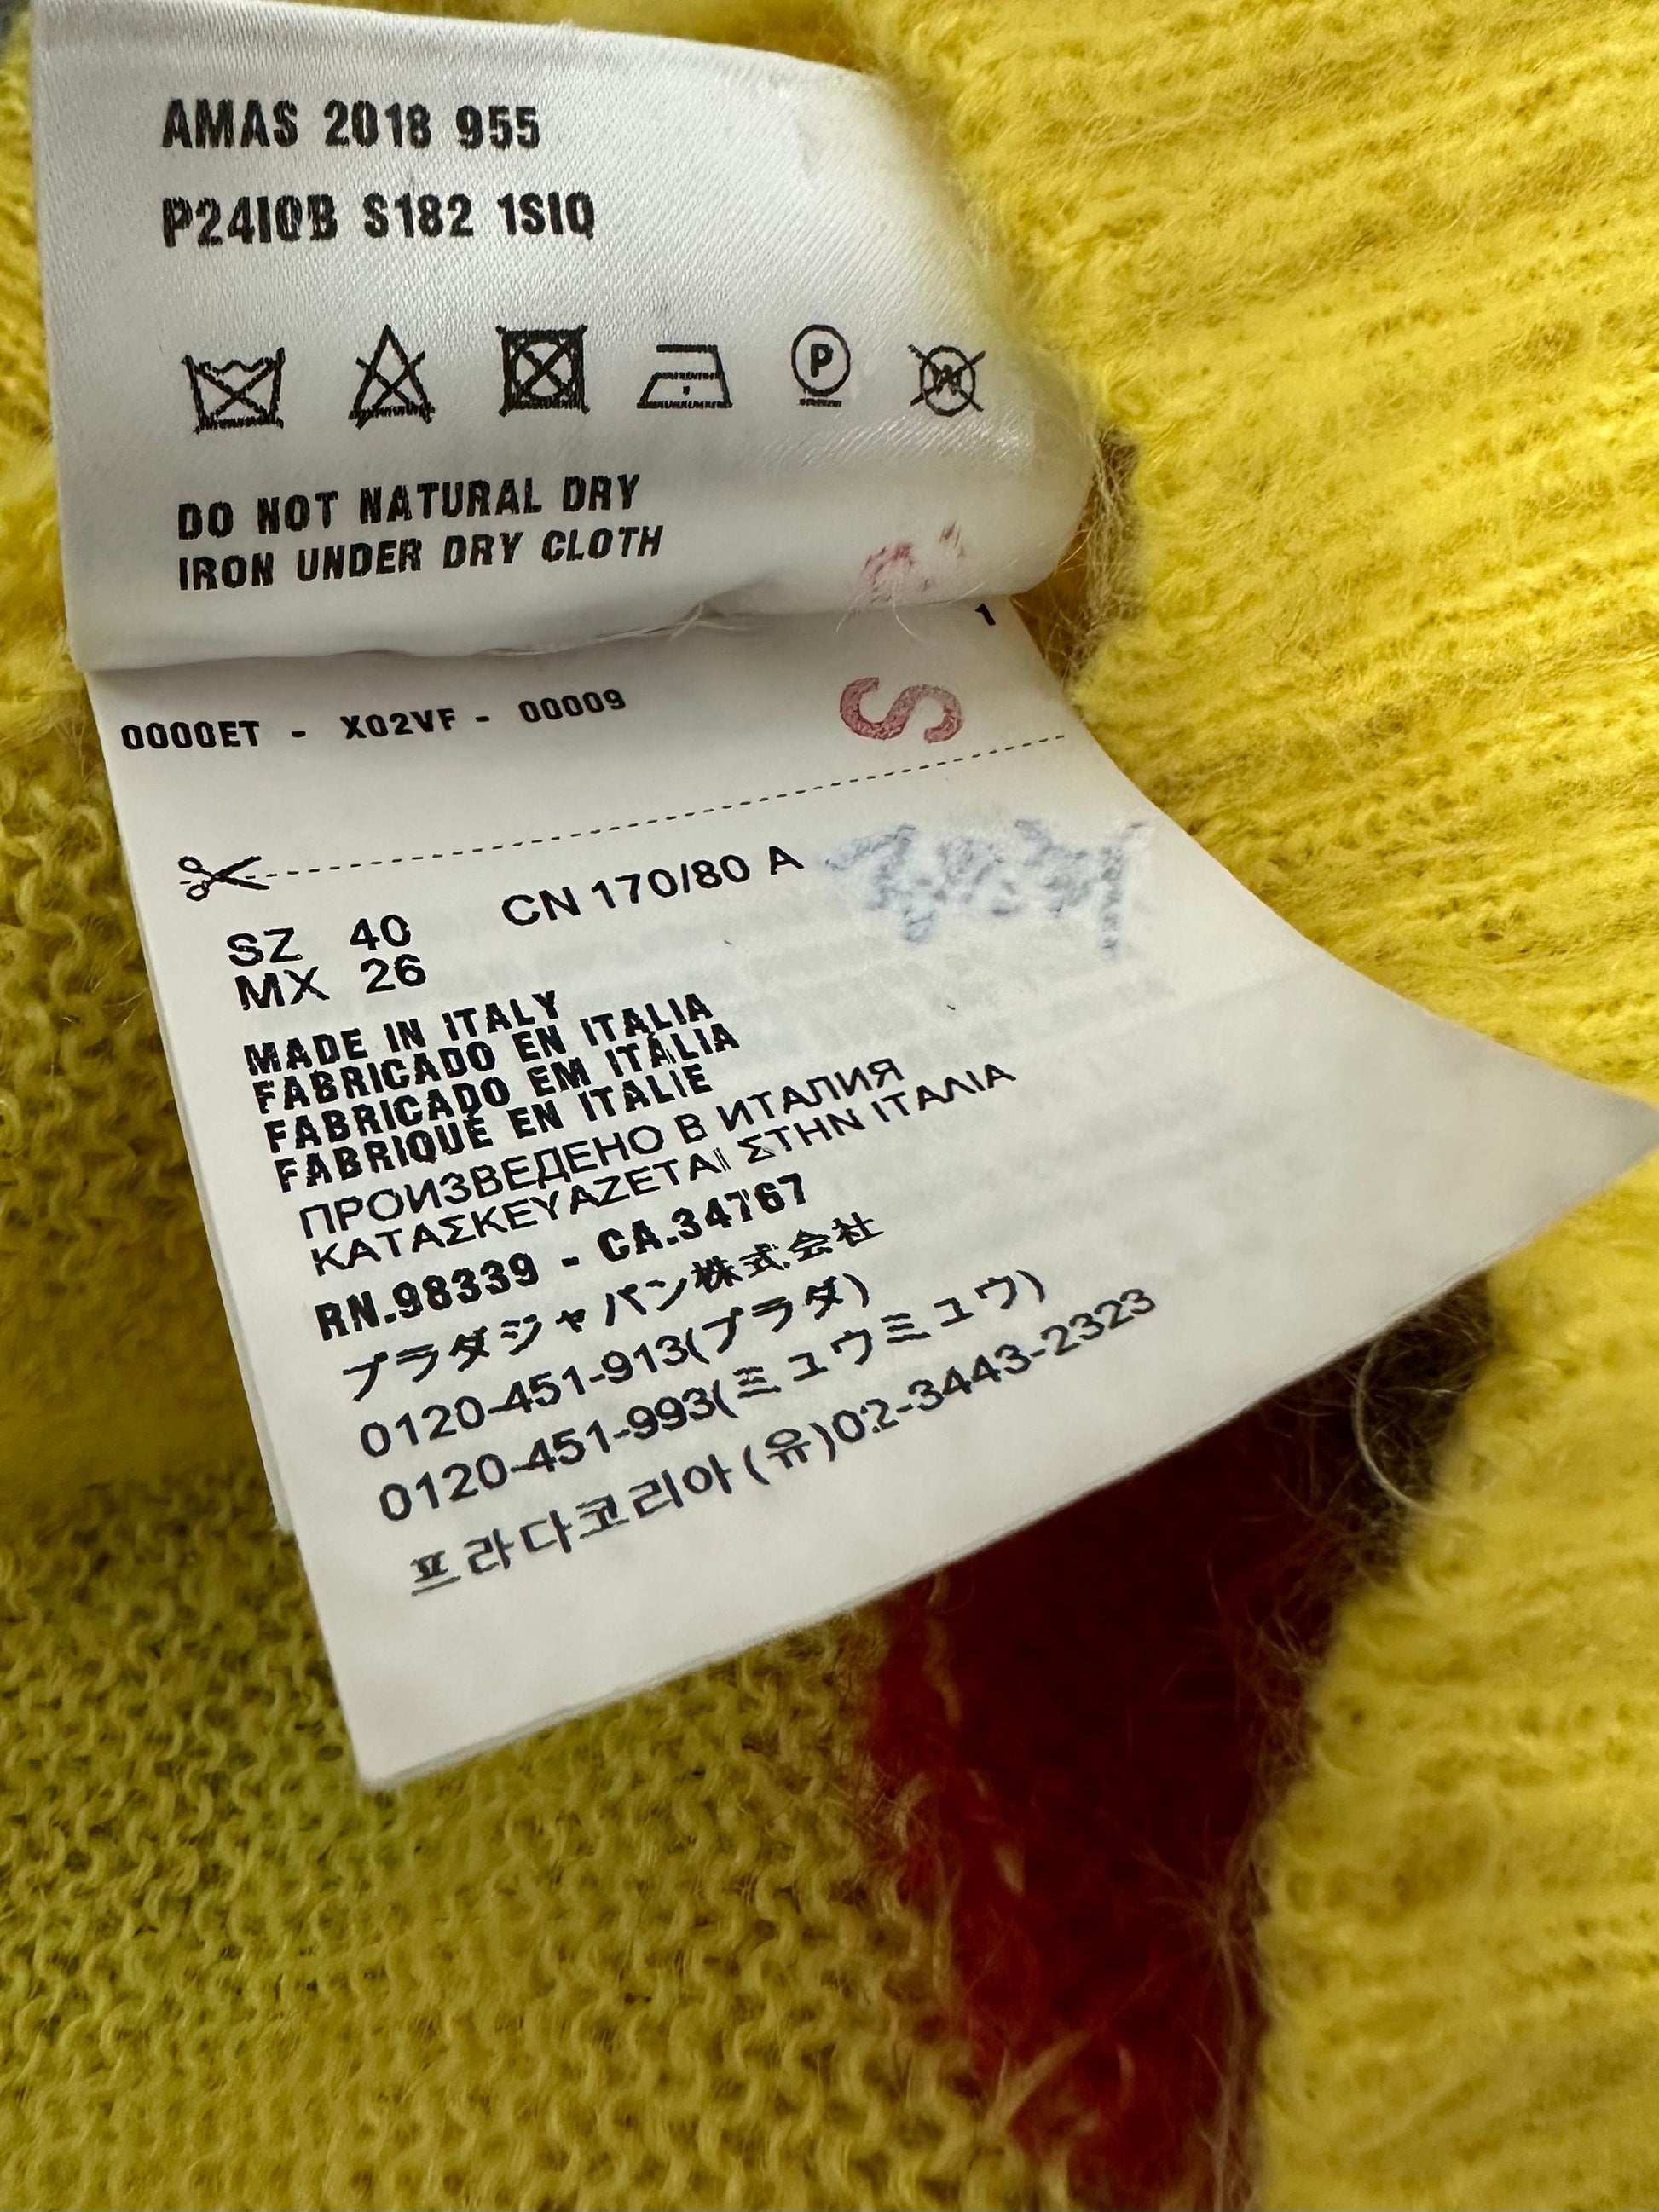 AMAS 2018 955
P24I0B S182 1SIQ
P W
DO NOT NATURAL DRY
IRON UNDER DRY CLOTH
1
S
0000ET - X02VF - 00009
SZ 40 CN 170/80 A
MX 26
MADE IN ITALY
FABRICADO EN ITALIA
FABRICADO EM ITÁLIA
FABRIQUÉ EN ITALIE
ПРОИЗВЕДЕНО В ИТАЛИЯ
ΚΑΤΑΣΚΕΥΑΖΕΤΑΙ ΣΤΗΝ ΙΤΑΛΙΑ
RN.98339 - CA.34767
プラダジャパン株式会社
0120-451-913(プラダ)
0120-451-993(ミュウミュウ)
프라다코리아(유)02-3443-2323